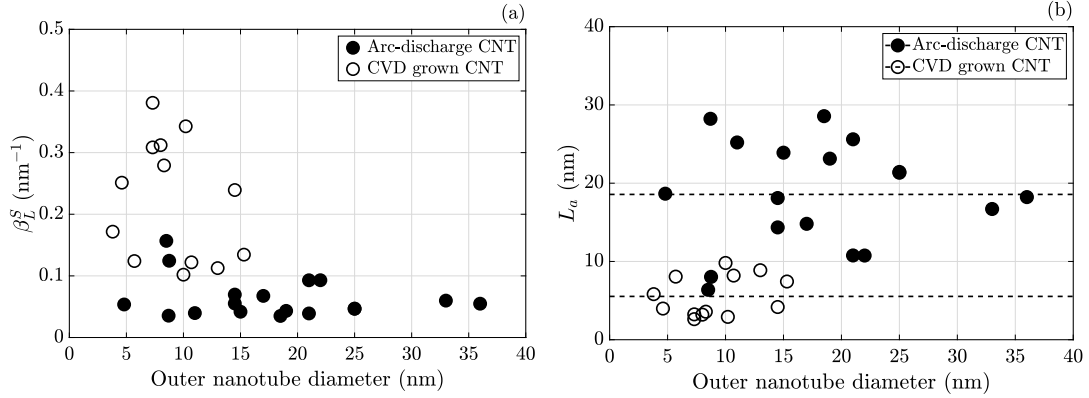 (a)
0.5
0.4
0.3
0.2
0.1
0
β_L^S (nm⁻¹)
Arc-discharge CNT
CVD grown CNT
0 5 10 15 20 25 30 35 40
Outer nanotube diameter (nm)
(b)
40
30
20
10
0
L_a (nm)
Arc-discharge CNT
CVD grown CNT
0 5 10 15 20 25 30 35 40
Outer nanotube diameter (nm)